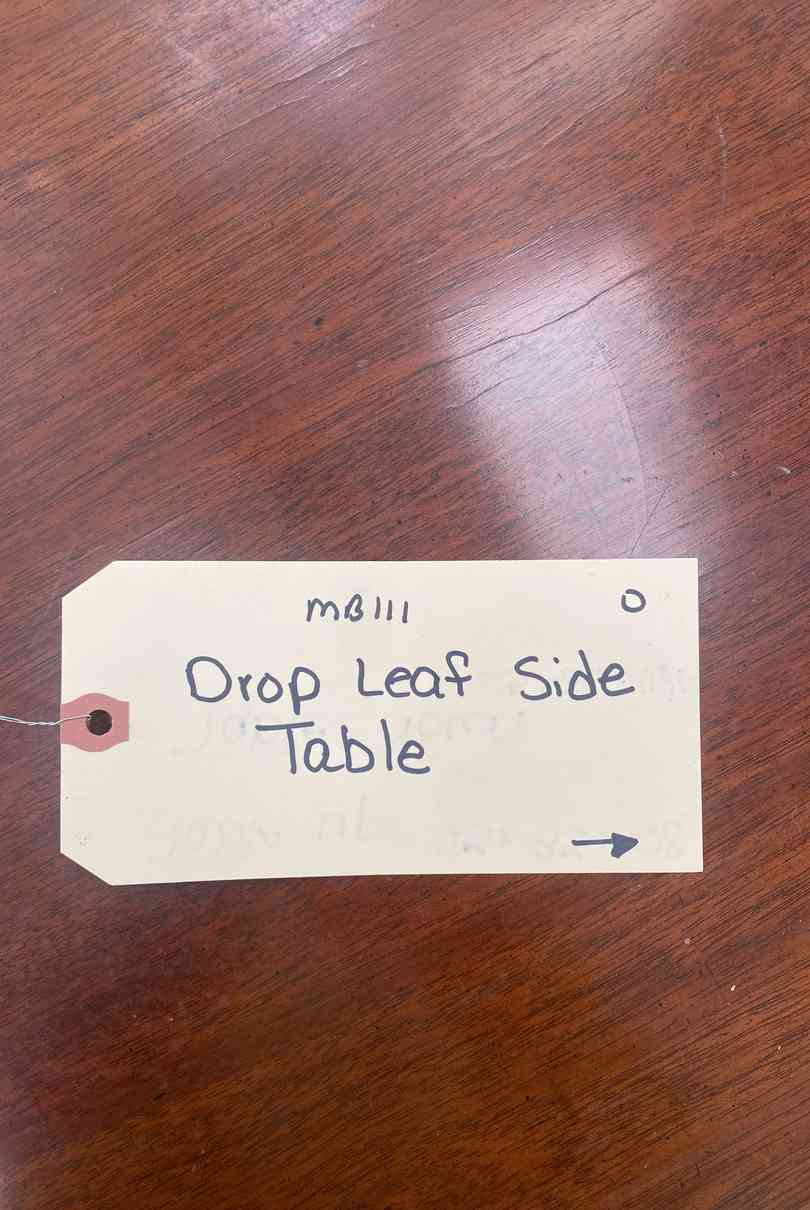 MB111 O
Drop Leaf Side
Table
→